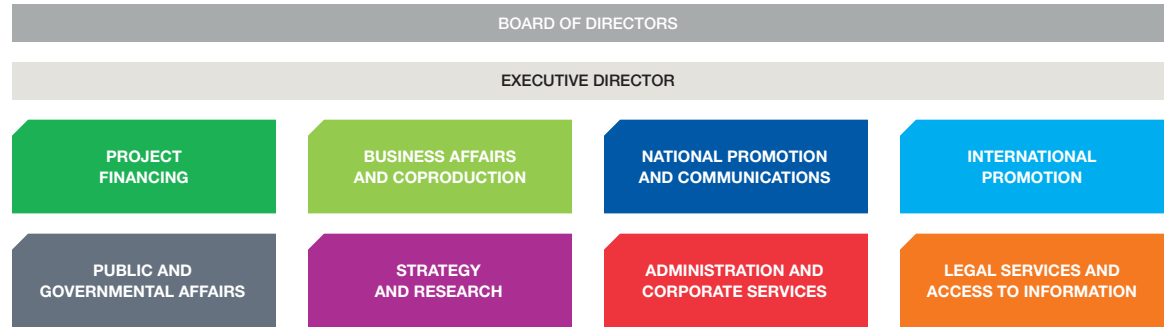 BOARD OF DIRECTORS
EXECUTIVE DIRECTOR
PROJECT
FINANCING
BUSINESS AFFAIRS
AND COPRODUCTION
NATIONAL PROMOTION
AND COMMUNICATIONS
INTERNATIONAL
PROMOTION
PUBLIC AND
GOVERNMENTAL AFFAIRS
STRATEGY
AND RESEARCH
ADMINISTRATION AND
CORPORATE SERVICES
LEGAL SERVICES AND
ACCESS TO INFORMATION